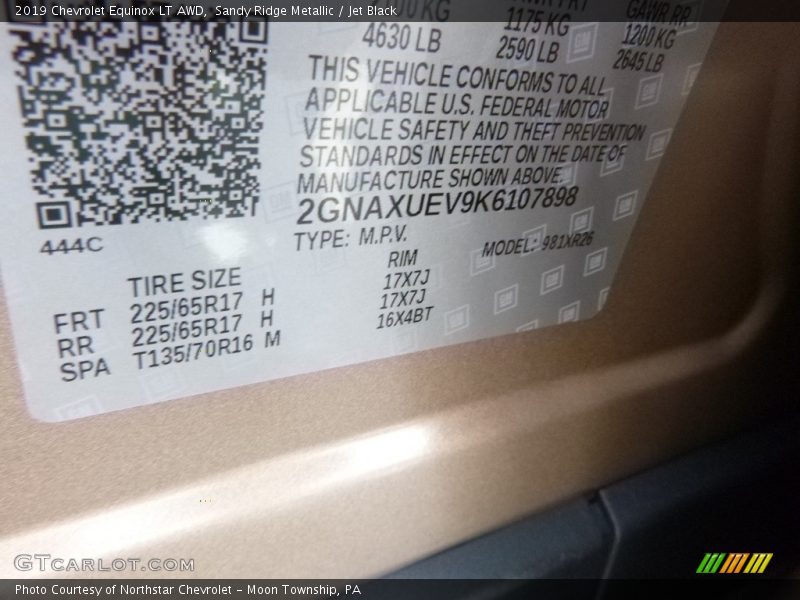 2019 Chevrolet Equinox LT AWD, Sandy Ridge Metallic / Jet Black
KG 1175 KG 1200 KG
4630 LB 2590 LB 2645 LB
THIS VEHICLE CONFORMS TO ALL
APPLICABLE U.S. FEDERAL MOTOR
VEHICLE SAFETY AND THEFT PREVENTION
STANDARDS IN EFFECT ON THE DATE OF
MANUFACTURE SHOWN ABOVE.
2GNAXUEV9K6107898
444C
TYPE: M.P.V. MODEL: 981XR26
TIRE SIZE RIM
FRT 225/65R17 H 17X7J
RR 225/65R17 H 17X7J
SPA T135/70R16 M 16X4BT
GTCARLOT.COM
Photo Courtesy of Northstar Chevrolet - Moon Township, PA